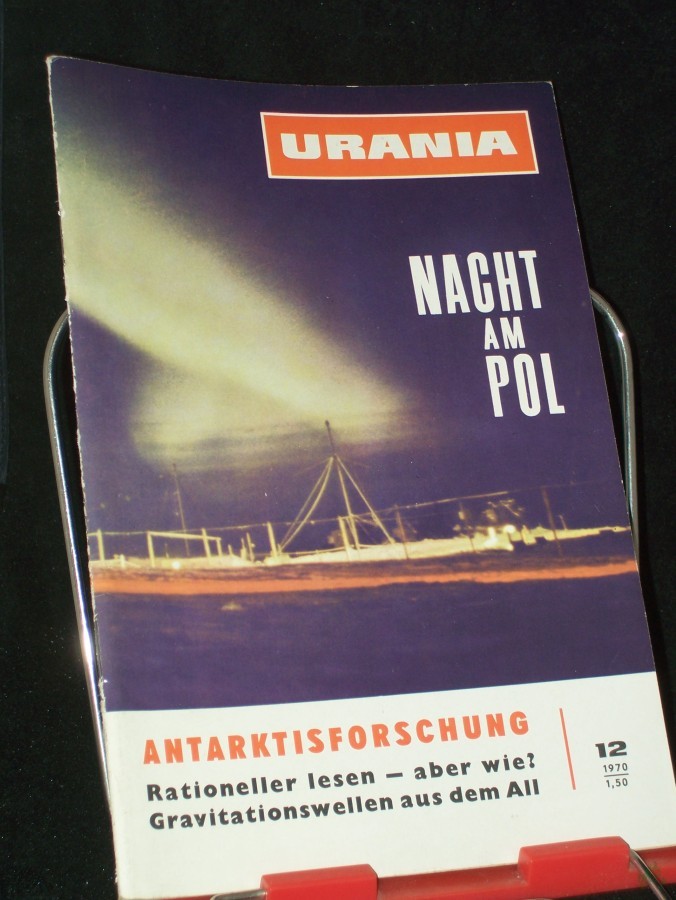 URANIA
NACHT
AM
POL
ANTARKTISFORSCHUNG
Rationeller lesen – aber wie?
Gravitationswellen aus dem All
12
1970
1,50